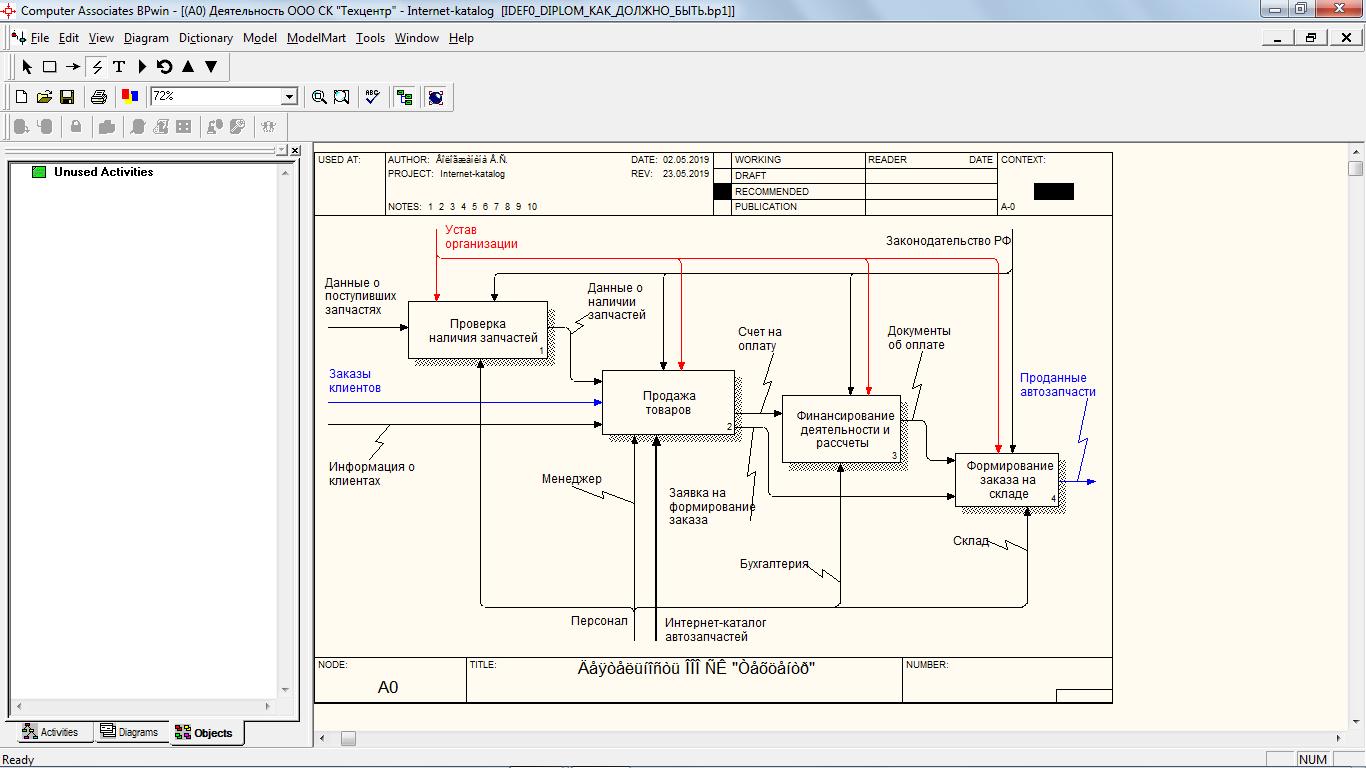 Computer Associates BPwin - [(A0) Деятельность ООО СК "Техцентр" - Internet-katalog [IDEF0_DIPLOM_КАК_ДОЛЖНО_БЫТЬ.bp1]]
File Edit View Diagram Dictionary Model ModelMart Tools Window Help
T
72%
ABC
Unused Activities
USED AT:
AUTHOR:
DATE: 02.05.2019
PROJECT: Internet-katalog
REV: 23.05.2019
NOTES: 1 2 3 4 5 6 7 8 9 10
WORKING
DRAFT
RECOMMENDED
PUBLICATION
READER
DATE
CONTEXT:
A-0
Устав
организации
Законодательство РФ
Данные о
поступивших
запчастях
Проверка
наличия запчастей
1
Данные о
наличии
запчастей
Заказы
клиентов
Информация о
клиентах
Продажа
товаров
2
Счет на
оплату
Финансирование
деятельности и
рассчеты
3
Документы
об оплате
Проданные
автозапчасти
Формирование
заказа на
складе
4
Менеджер
Заявка на
формирование
заказа
Бухгалтерия
Склад
Персонал
Интернет-каталог
автозапчастей
NODE:
A0
TITLE:
Äåÿòåëüíîñòü ÎÎÎ ÑÊ "Òåõöåíòð"
NUMBER:
Activities
Diagrams
Objects
Ready
NUM